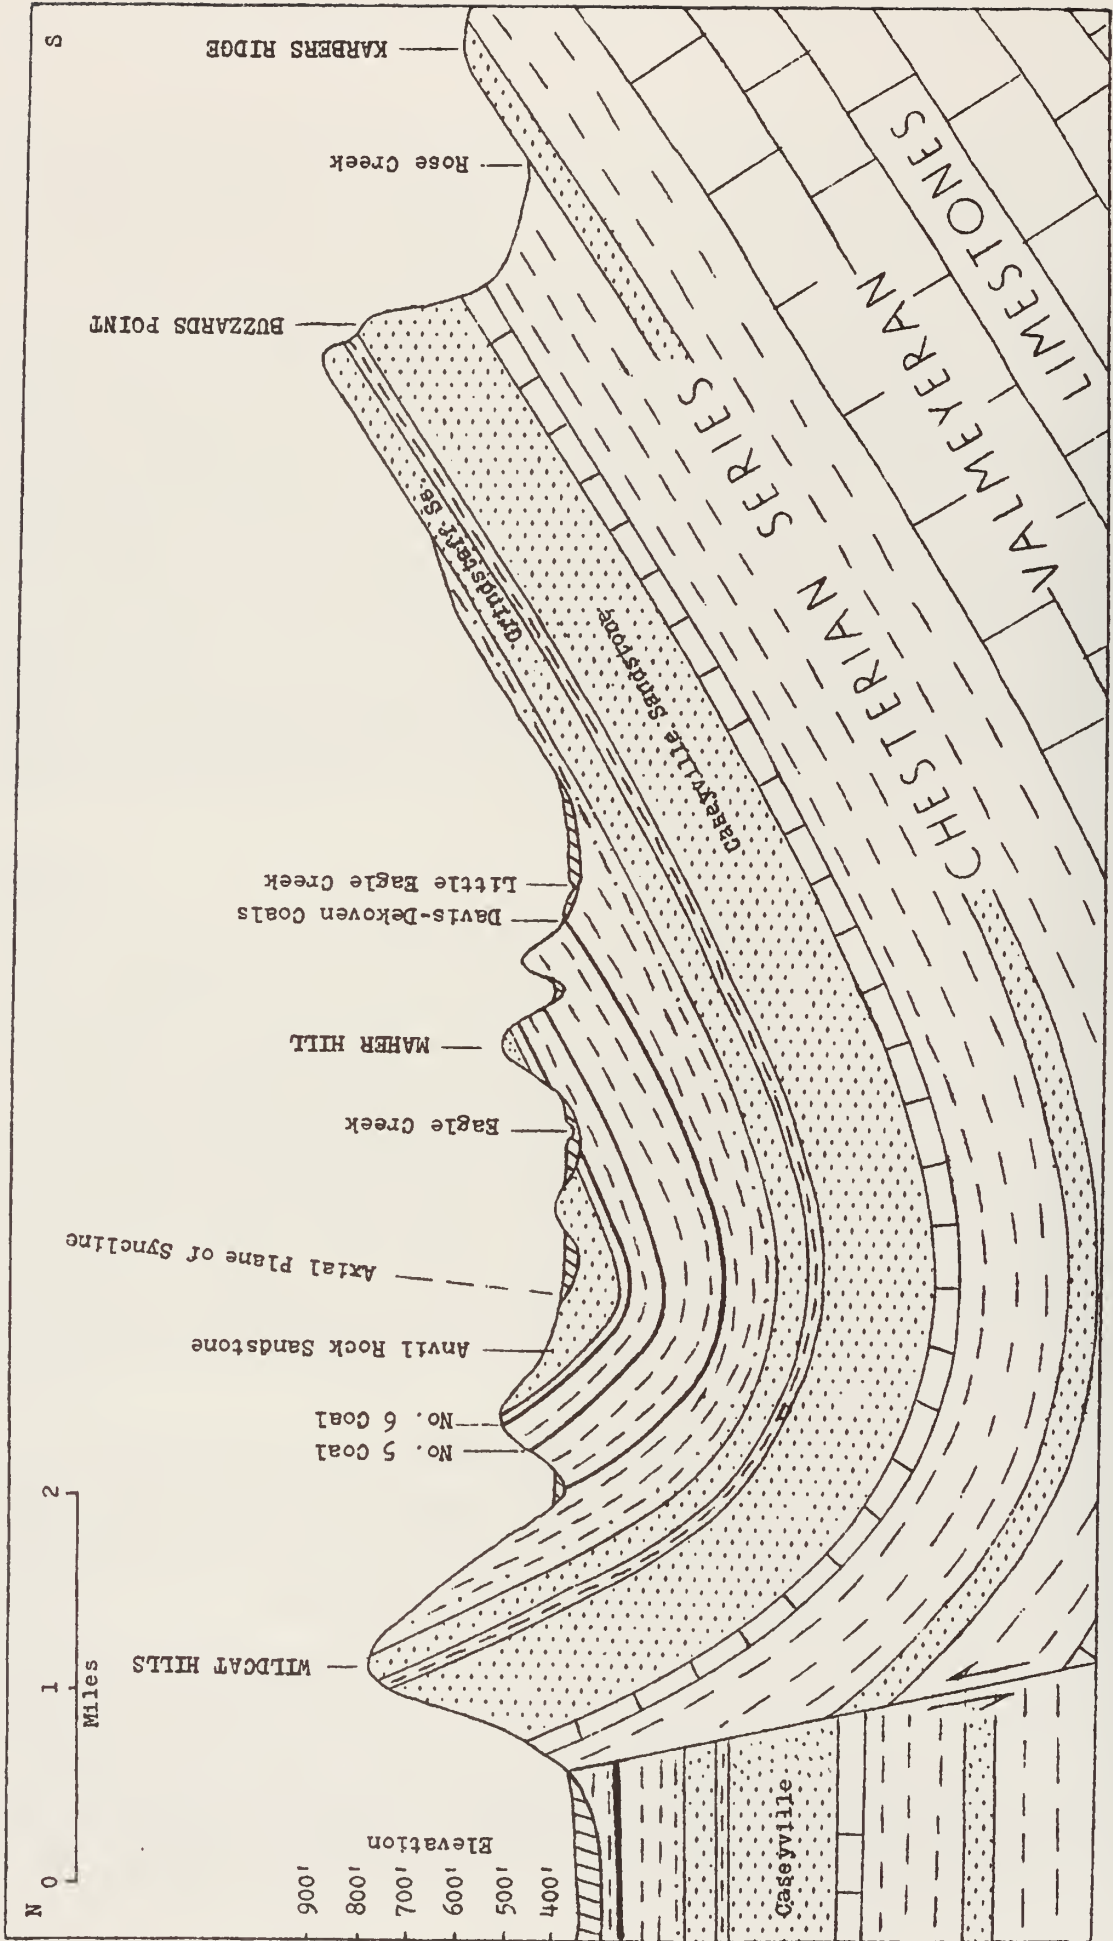 N
S
0
1
2
Miles
Elevation
900'
800'
700'
600'
500'
400'
WILDCAT HILLS
No. 5 Coal
No. 6 Coal
Anvil Rock Sandstone
Axial Plane of Syncline
Eagle Creek
MAHER HILL
Davis-Dekoven Coals
Little Eagle Creek
BUZZARDS POINT
Rose Creek
KARBERS RIDGE
Grindstaff Ss.
Caseyville Sandstone
Caseyville
CHESTERIAN SERIES
VALMEYERAN
LIMESTONES